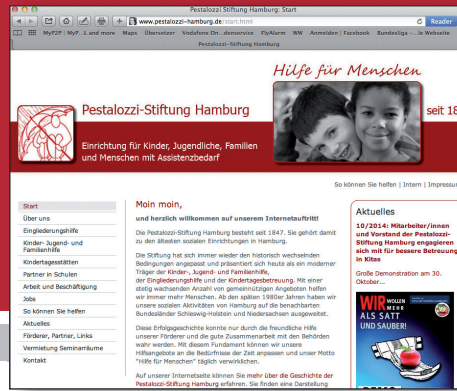 Pestalozzi Stiftung Hamburg: Start
www.pestalozzi-hamburg.de/start.html
Reader
MyP2P | MyP...L and more Maps Übersetzer Vodafone On...denservice FlyAlarm WW Anmelden | Facebook Bundesliga –...le Webseite
Pestalozzi-Stiftung Hamburg
Hilfe für Menschen
Pestalozzi-Stiftung Hamburg
seit 18
Einrichtung für Kinder, Jugendliche, Familien
und Menschen mit Assistenzbedarf
So können Sie helfen | Intern | Impressu
Start
Über uns
Eingliederungshilfe
Kinder- Jugend- und
Familienhilfe
Kindertagesstätten
Partner in Schulen
Arbeit und Beschäftigung
Jobs
So können Sie helfen
Aktuelles
Förderer, Partner, Links
Vermietung Seminarräume
Kontakt
Moin moin,
und herzlich willkommen auf unserem Internetauftritt!
Die Pestalozzi-Stiftung Hamburg besteht seit 1847. Sie gehört damit
zu den ältesten sozialen Einrichtungen in Hamburg.
Die Stiftung hat sich immer wieder den historisch wechselnden
Bedingungen angepasst und präsentiert sich heute als ein moderner
Träger der Kinder-, Jugend- und Familienhilfe,
der Eingliederungshilfe und der Kindertagesbetreuung. Mit einer
stetig wachsenden Anzahl von gemeinnützigen Angeboten helfen
wir immer mehr Menschen. Ab den späten 1980er Jahren haben wir
unsere sozialen Aktivitäten von Hamburg auf die benachbarten
Bundesländer Schleswig-Holstein und Niedersachsen ausgeweitet.
Diese Erfolgsgeschichte konnte nur durch die freundliche Hilfe
unserer Förderer und die gute Zusammenarbeit mit den Behörden
wahr werden. Mit diesem Fundament können wir unsere
Hilfsangebote an die Bedürfnisse der Zeit anpassen und unser Motto
"Hilfe für Menschen" täglich verwirklichen.
Auf unserer Internetseite können Sie mehr über die Geschichte der
Pestalozzi-Stiftung Hamburg erfahren. Sie finden eine Darstellung
Aktuelles
10/2014: Mitarbeiter/innen
und Vorstand der Pestalozzi-
Stiftung Hamburg engagieren
sich mit für bessere Betreuung
in Kitas
Große Demonstration am 30.
Oktober...
WIR WOLLEN
MEHR
ALS SATT
UND SAUBER!